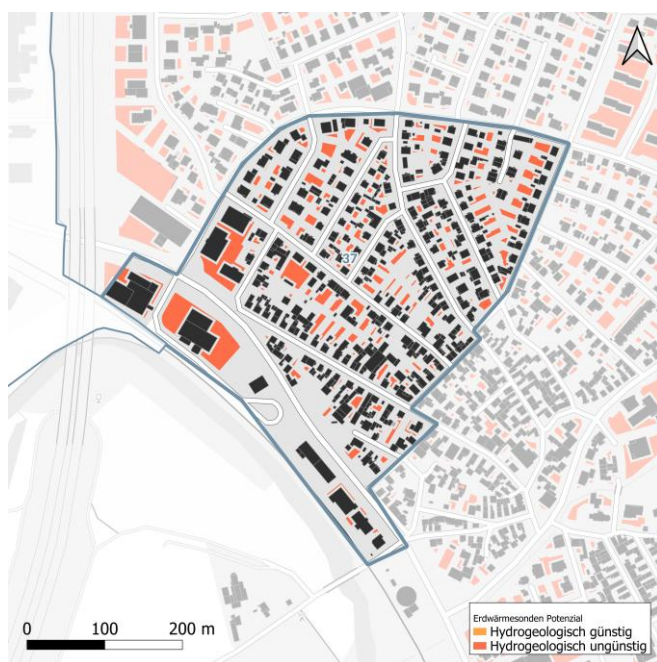 37
0 100 200 m
Erdwärmesonden Potenzial
Hydrogeologisch günstig
Hydrogeologisch ungünstig